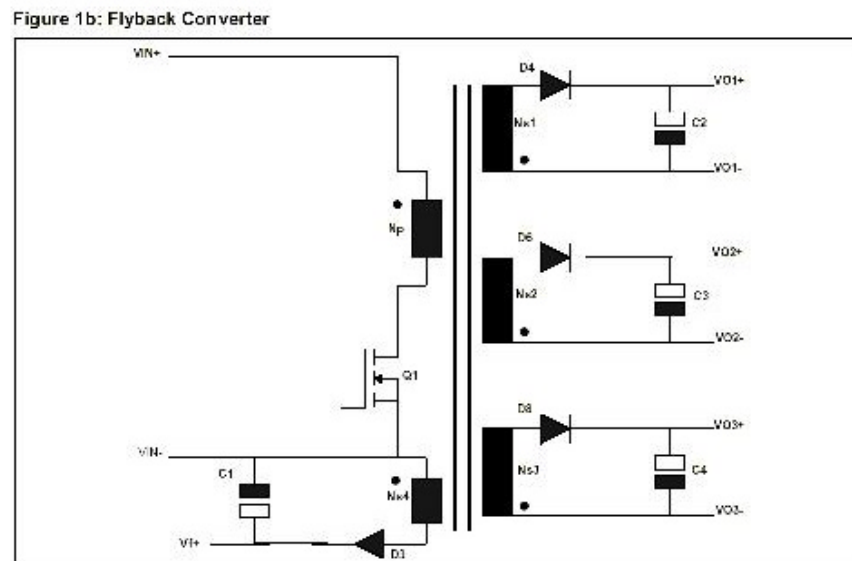 Figure 1b: Flyback Converter
VIN+
D4
VO1+
Ns1
C2
VO1-
Np
D6
VO2+
Ns2
C3
VO2-
Q1
D8
VIN-
VO3+
C1
Ns4
Ns3
C4
Vf+
D3
VO3-